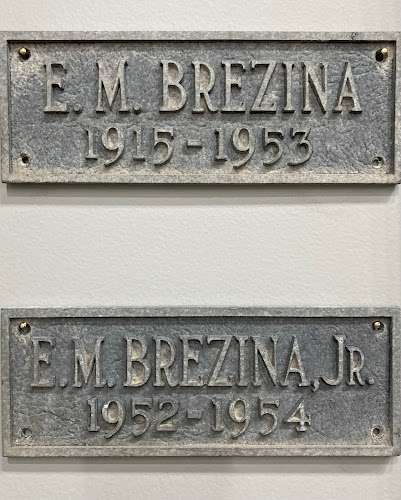 E. M. BREZINA
1915-1953
E.M. BREZINA, JR.
1952-1954